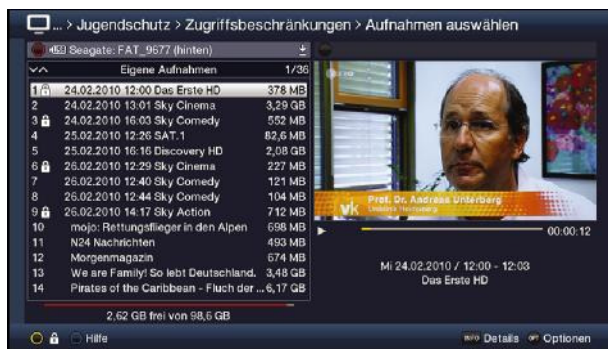 ... > Jugendschutz > Zugriffsbeschränkungen > Aufnahmen auswählen
Seagate: FAT_9677 (hinten)
Eigene Aufnahmen 1/36
1 24.02.2010 12:00 Das Erste HD 378 MB
2 24.02.2010 13:01 Sky Cinema 3,29 GB
3 24.02.2010 16:03 Sky Comedy 552 MB
4 25.02.2010 12:26 SAT.1 82,6 MB
5 25.02.2010 16:16 Discovery HD 2,08 GB
6 26.02.2010 12:29 Sky Cinema 227 MB
7 26.02.2010 12:40 Sky Comedy 121 MB
8 26.02.2010 12:44 Sky Comedy 104 MB
9 26.02.2010 14:17 Sky Action 712 MB
10 mojo: Rettungsflieger in den Alpen 698 MB
11 N24 Nachrichten 493 MB
12 Morgenmagazin 674 MB
13 We are Family! So lebt Deutschland. 3,48 GB
14 Pirates of the Caribbean - Fluch der ... 6,17 GB
2,62 GB frei von 98,6 GB
vk Prof. Dr. Andreas Unterberg
00:00:12
Mi 24.02.2010 / 12:00 - 12:03
Das Erste HD
Hilfe
INFO Details OPT Optionen